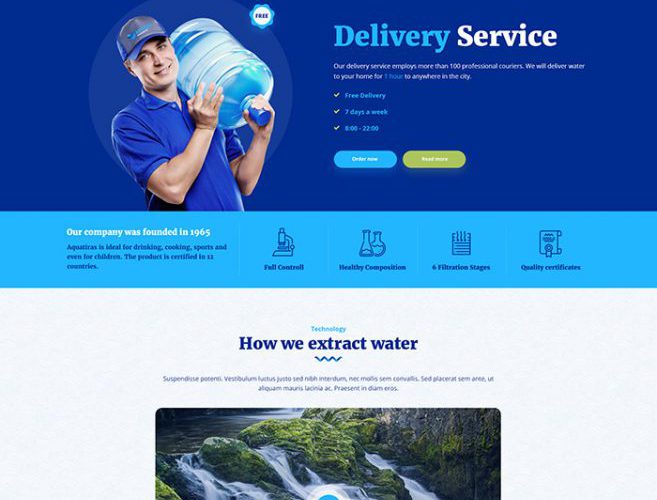 FREE
Delivery Service
Our delivery service employs more than 100 professional couriers. We will deliver water
to your home for 1 hour to anywhere in the city.
Free Delivery
7 days a week
8:00 - 22:00
Order now
Read more
Our company was founded in 1965
Aquatiras is ideal for drinking, cooking, sports and
even for children. The product is certified in 12
countries.
Full Controll
Healthy Composition
6 Filtration Stages
Quality certificates
Technology
How we extract water
Suspendisse potenti. Vestibulum luctus justo sed nibh interdum, nec mollis sem convallis. Sed placerat sem ante, ut
aliquam mauris lacinia ac. Praesent in diam eros.